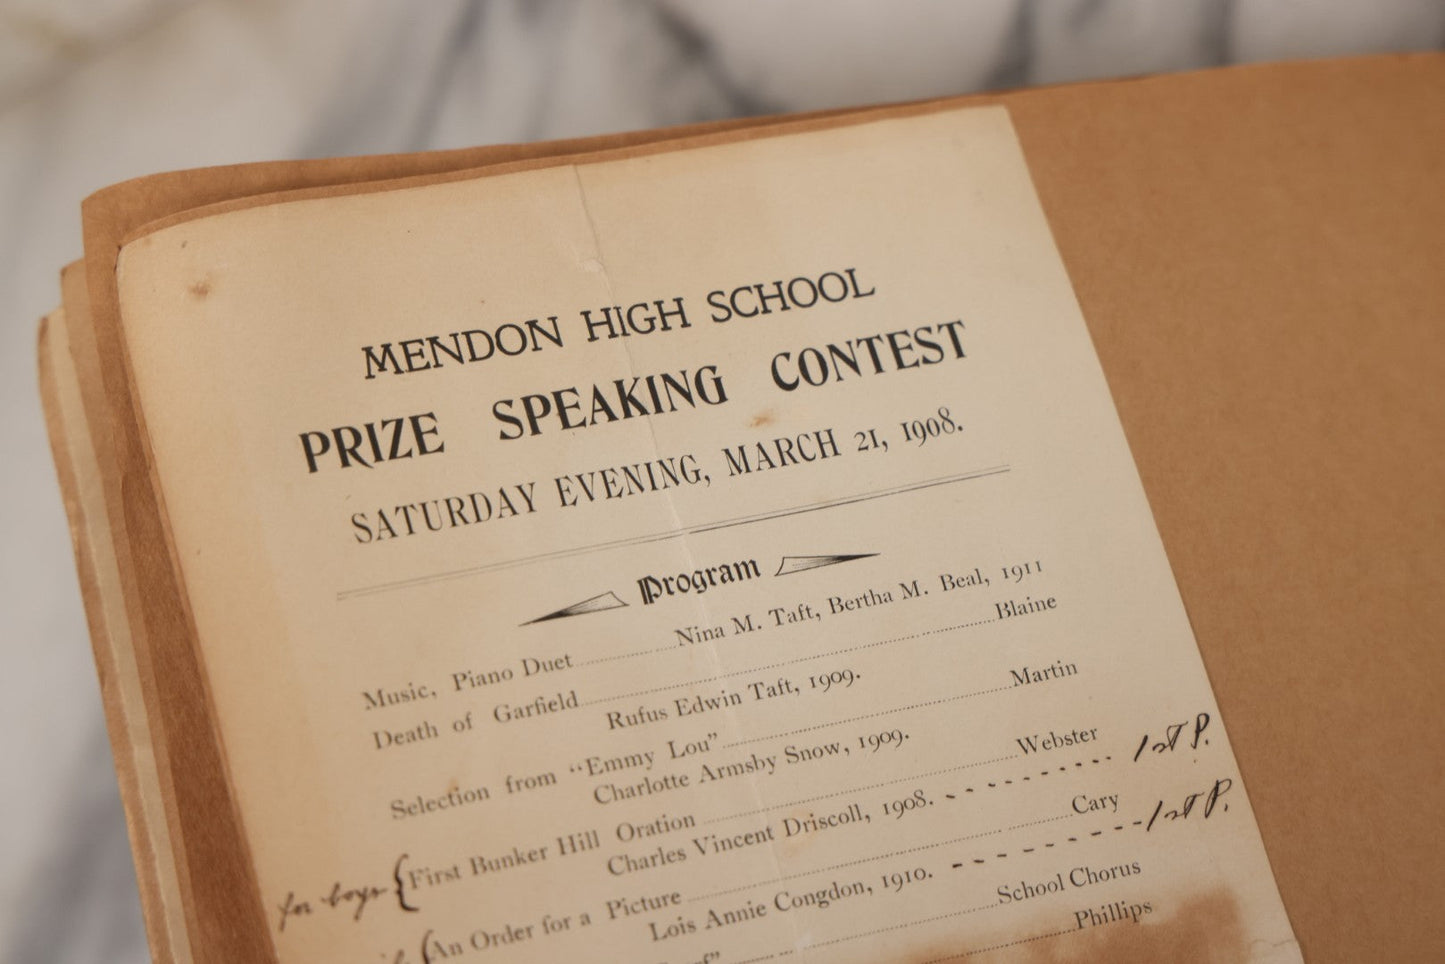 MENDON HIGH SCHOOL
PRIZE SPEAKING CONTEST
SATURDAY EVENING, MARCH 21, 1908.
Program
Music, Piano Duet Nina M. Taft, Bertha M. Beal, 1911
Death of Garfield Blaine
Rufus Edwin Taft, 1909.
Selection from "Emmy Lou" Martin
Charlotte Armsby Snow, 1909.
for boys { First Bunker Hill Oration Webster
Charles Vincent Driscoll, 1908. 1st P.
{ An Order for a Picture Cary
Lois Annie Congdon, 1910. 1st P.
School Chorus
Phillips